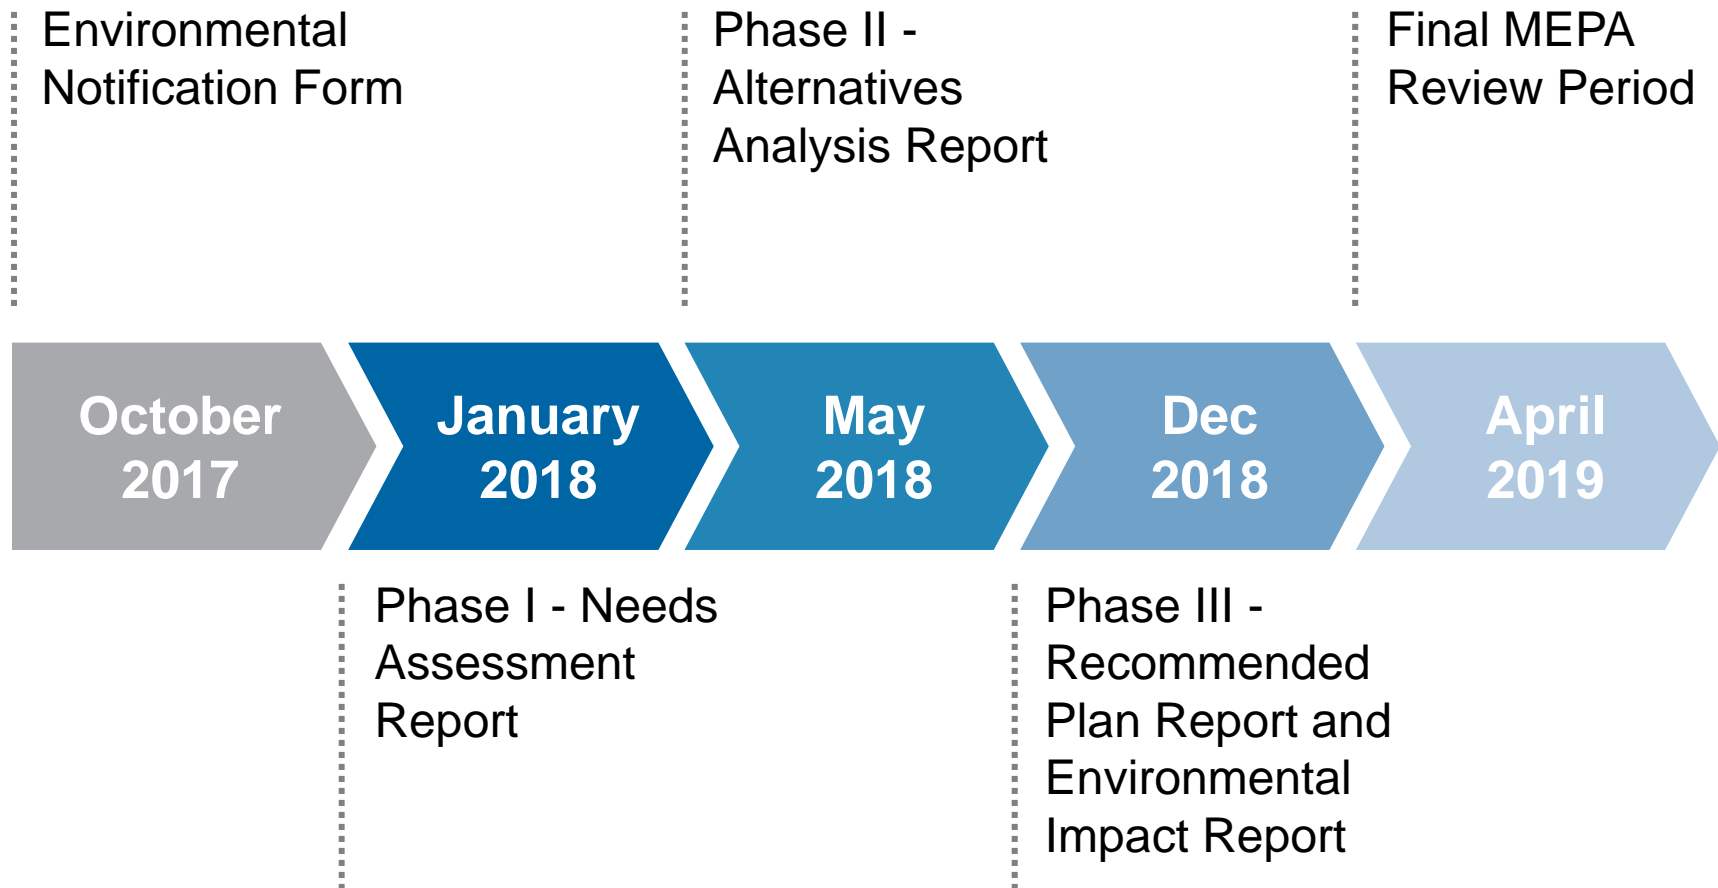 Environmental
Notification Form
Phase II -
Alternatives
Analysis Report
Final MEPA
Review Period
October
2017
January
2018
May
2018
Dec
2018
April
2019
Phase I - Needs
Assessment
Report
Phase III -
Recommended
Plan Report and
Environmental
Impact Report